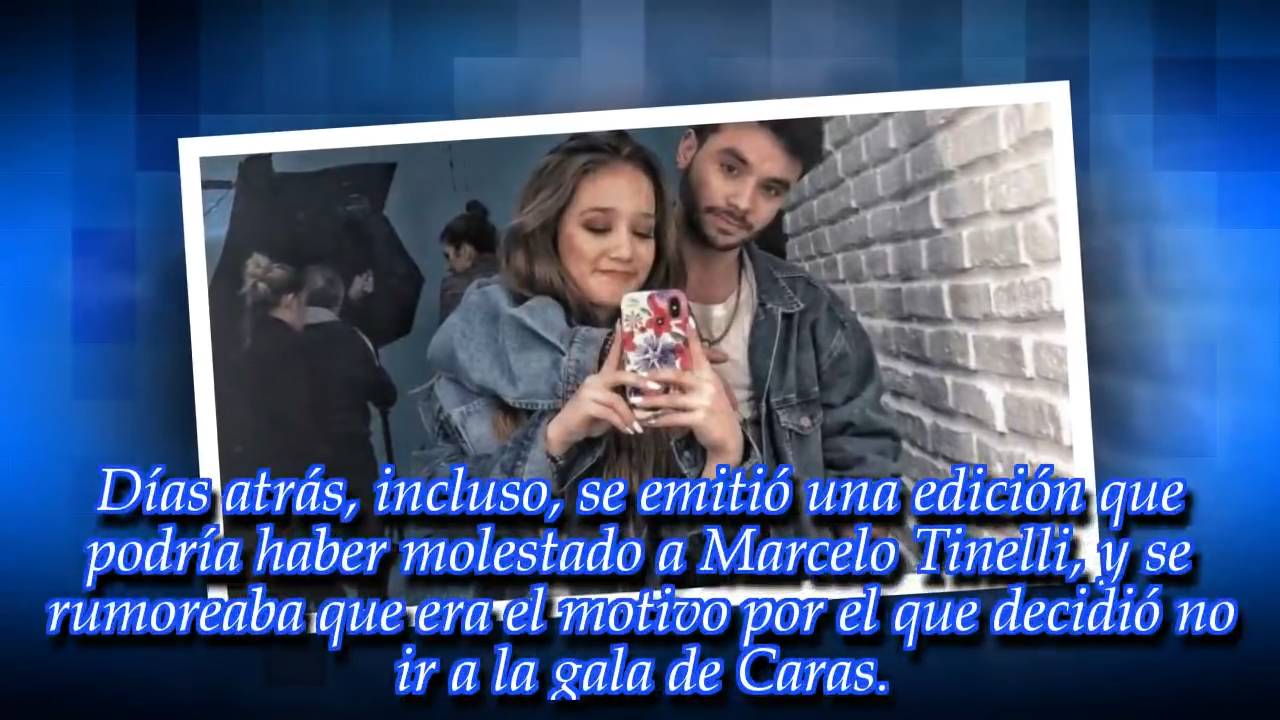 Días atrás, incluso, se emitió una edición que
podría haber molestado a Marcelo Tinelli, y se
rumoreaba que era el motivo por el que decidió no
ir a la gala de Caras.